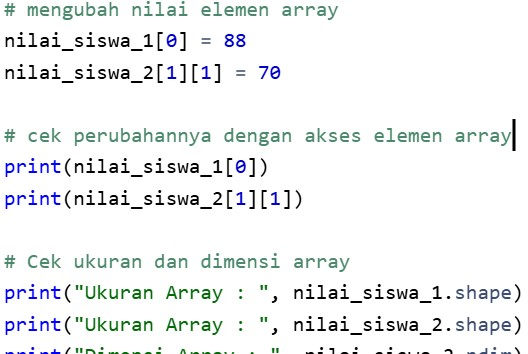 # mengubah nilai elemen array
nilai_siswa_1[0] = 88
nilai_siswa_2[1][1] = 70
# cek perubahannya dengan akses elemen array
print(nilai_siswa_1[0])
print(nilai_siswa_2[1][1])
# Cek ukuran dan dimensi array
print("Ukuran Array : ", nilai_siswa_1.shape)
print("Ukuran Array : ", nilai_siswa_2.shape)
print("Dimensi Array : ", nilai_siswa_2.ndim)